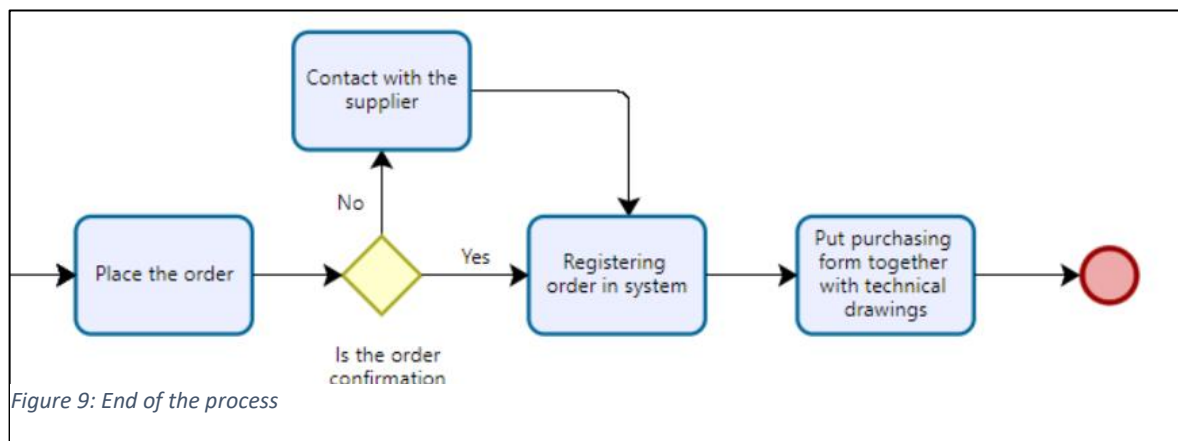 Contact with the
supplier
No
Place the order
Yes
Registering
order in system
Put purchasing
form together
with technical
drawings
Is the order
confirmation
Figure 9: End of the process